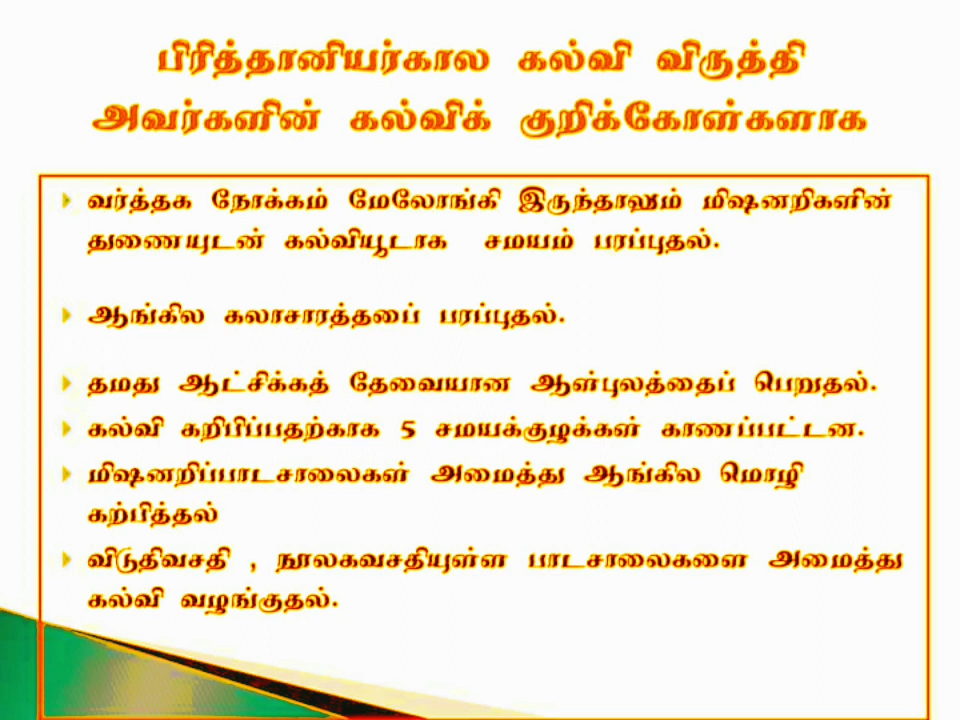 பிரித்தானியர்கால கல்வி விருத்தி
அவர்களின் கல்விக் குறிக்கோள்களாக
வர்த்தக நோக்கம் மேலோங்கி இருந்தாலும் மிஷனறிகளின்
துணையுடன் கல்வியூடாக சமயம் பரப்புதல்.
ஆங்கில கலாசாரத்தைப் பரப்புதல்.
தமது ஆட்சிக்கத் தேவையான ஆள்புலத்தைப் பெறுதல்.
கல்வி கறிபிப்பதற்காக 5 சமயக்குழுக்கள் காணப்பட்டன.
மிஷனறிப்பாடசாலைகள் அமைத்து ஆங்கில மொழி
கற்பித்தல்
விடுதிவசதி , நூலகவசதியுள்ள பாடசாலைகளை அமைத்து
கல்வி வழுங்குதல்.